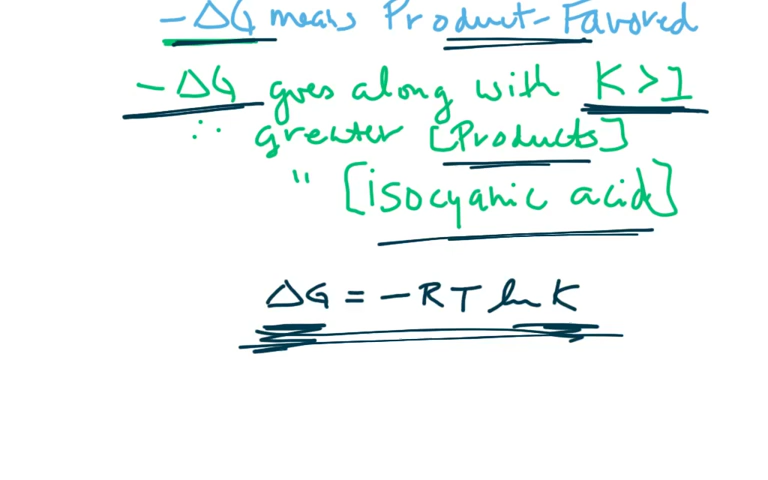 -ΔG means Product-Favored
-ΔG goes along with K>1
∴ greater [Products]
" [isocyanic acid]
ΔG = -RT ln K